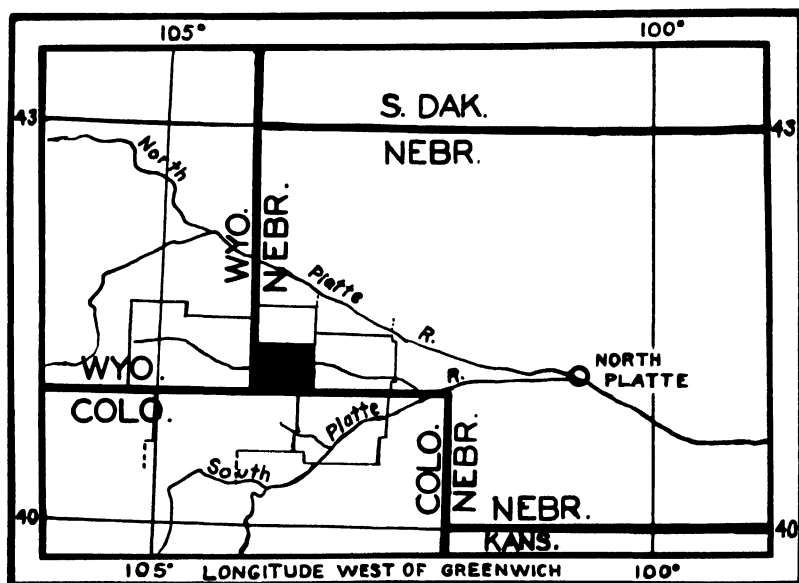 105° 100°
43 S. DAK. 43
NEBR.
North
WYO.
NEBR.
Platte
R.
WYO.
COLO.
R.
NORTH
PLATTE
Platte
South
COLO.
NEBR.
40 NEBR. 40
KANS.
105° LONGITUDE WEST OF GREENWICH 100°